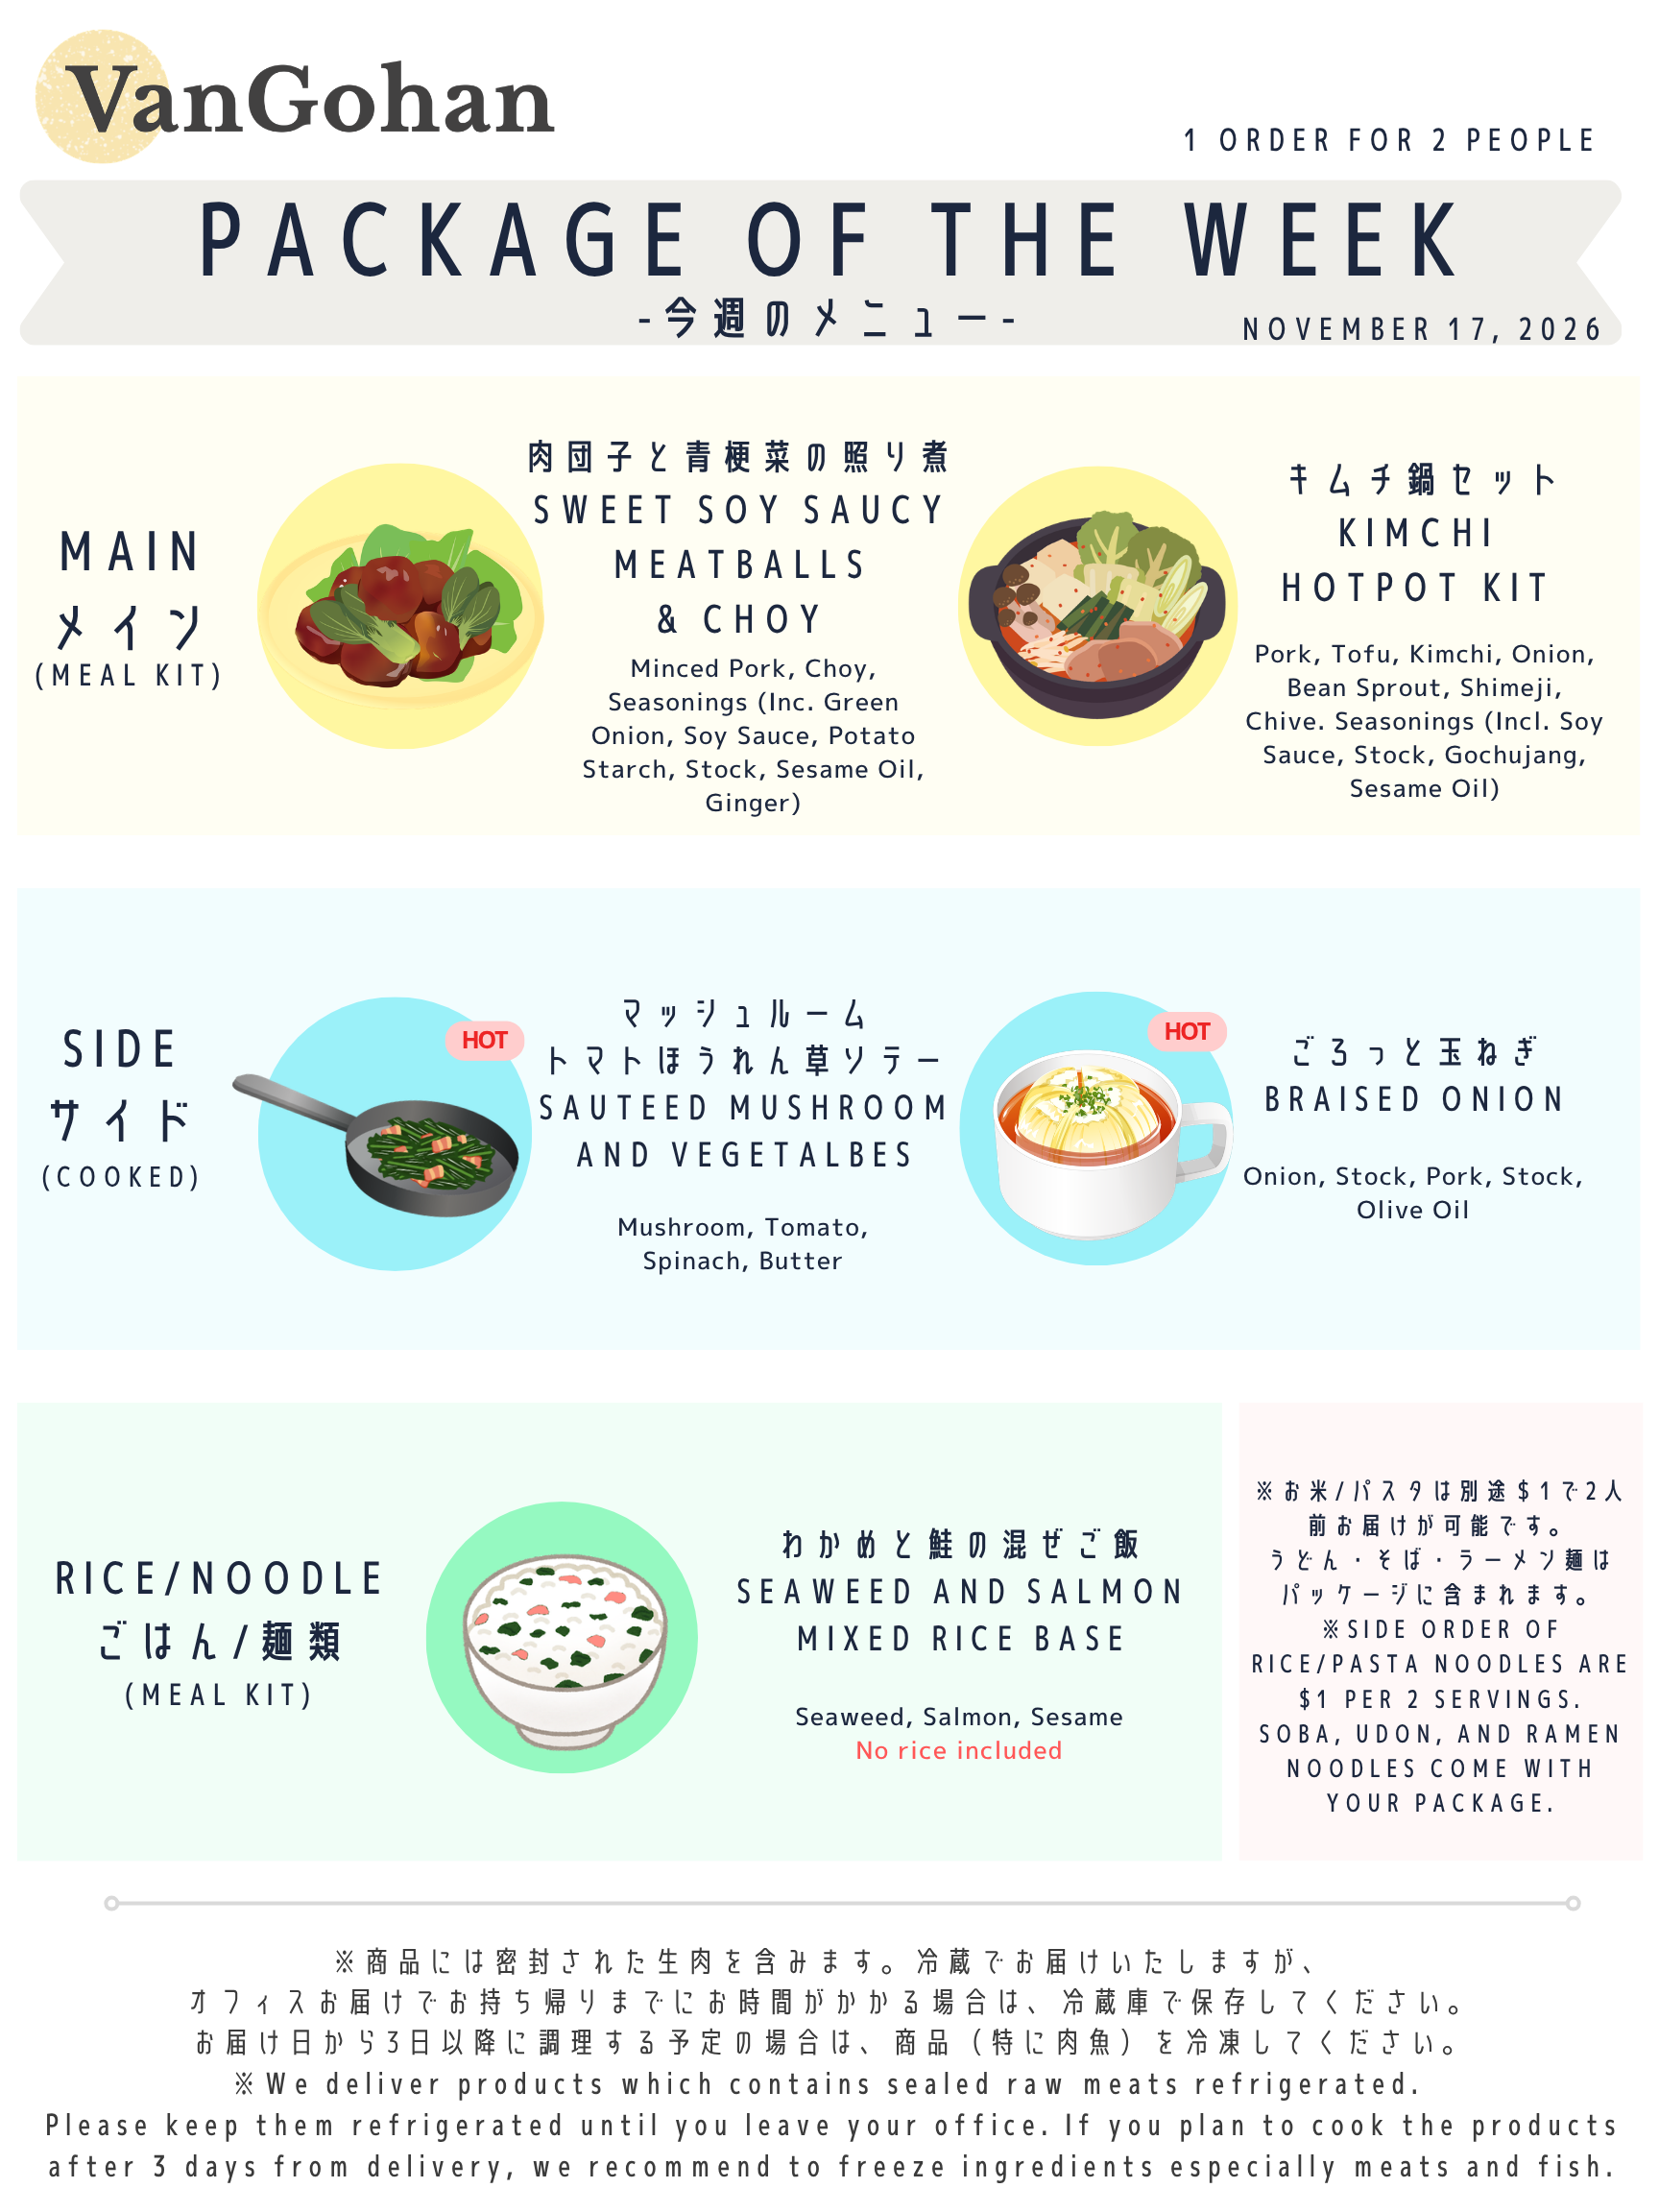 VanGohan
1 ORDER FOR 2 PEOPLE
PACKAGE OF THE WEEK
-今週のメニュー-
NOVEMBER 17, 2026
MAIN
メイン
(MEAL KIT)
肉団子と青梗菜の照り煮
SWEET SOY SAUCY
MEATBALLS
& CHOY
Minced Pork, Choy,
Seasonings (Inc. Green
Onion, Soy Sauce, Potato
Starch, Stock, Sesame Oil,
Ginger)
キムチ鍋セット
KIMCHI
HOTPOT KIT
Pork, Tofu, Kimchi, Onion,
Bean Sprout, Shimeji,
Chive. Seasonings (Incl. Soy
Sauce, Stock, Gochujang,
Sesame Oil)
SIDE
サイド
(COOKED)
HOT
マッシュルーム
トマトほうれん草ソテー
SAUTEED MUSHROOM
AND VEGETALBES
Mushroom, Tomato,
Spinach, Butter
HOT
ごろっと玉ねぎ
BRAISED ONION
Onion, Stock, Pork, Stock,
Olive Oil
RICE/NOODLE
ごはん/麺類
(MEAL KIT)
わかめと鮭の混ぜご飯
SEAWEED AND SALMON
MIXED RICE BASE
Seaweed, Salmon, Sesame
No rice included
※お米/パスタは別途$1で2人
前お届けが可能です。
うどん・そば・ラーメン麺は
パッケージに含まれます。
※SIDE ORDER OF
RICE/PASTA NOODLES ARE
$1 PER 2 SERVINGS.
SOBA, UDON, AND RAMEN
NOODLES COME WITH
YOUR PACKAGE.
※商品には密封された生肉を含みます。冷蔵でお届けいたしますが、
オフィスお届けでお持ち帰りまでにお時間がかかる場合は、冷蔵庫で保存してください。
お届け日から3日以降に調理する予定の場合は、商品（特に肉魚）を冷凍してください。
※We deliver products which contains sealed raw meats refrigerated.
Please keep them refrigerated until you leave your office. If you plan to cook the products
after 3 days from delivery, we recommend to freeze ingredients especially meats and fish.